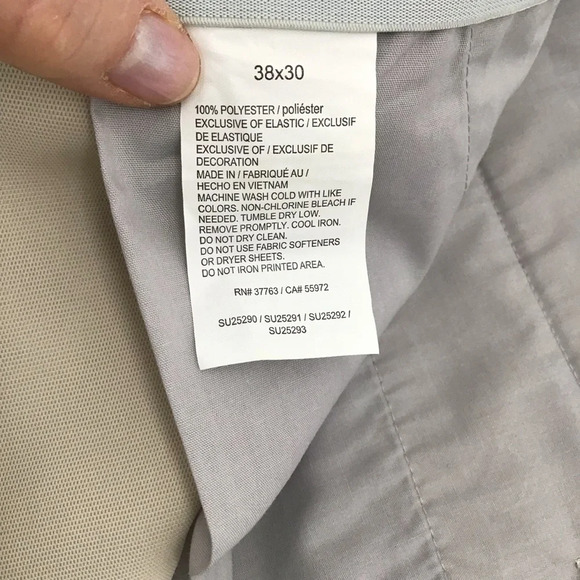 38x30
100% POLYESTER / poliéster
EXCLUSIVE OF ELASTIC / EXCLUSIF
DE ELASTIQUE
EXCLUSIVE OF / EXCLUSIF DE
DECORATION
MADE IN / FABRIQUÉ AU /
HECHO EN VIETNAM
MACHINE WASH COLD WITH LIKE
COLORS. NON-CHLORINE BLEACH IF
NEEDED. TUMBLE DRY LOW.
REMOVE PROMPTLY. COOL IRON.
DO NOT DRY CLEAN.
DO NOT USE FABRIC SOFTENERS
OR DRYER SHEETS.
DO NOT IRON PRINTED AREA.
RN# 37763 / CA# 55972
SU25290 / SU25291 / SU25292 /
SU25293